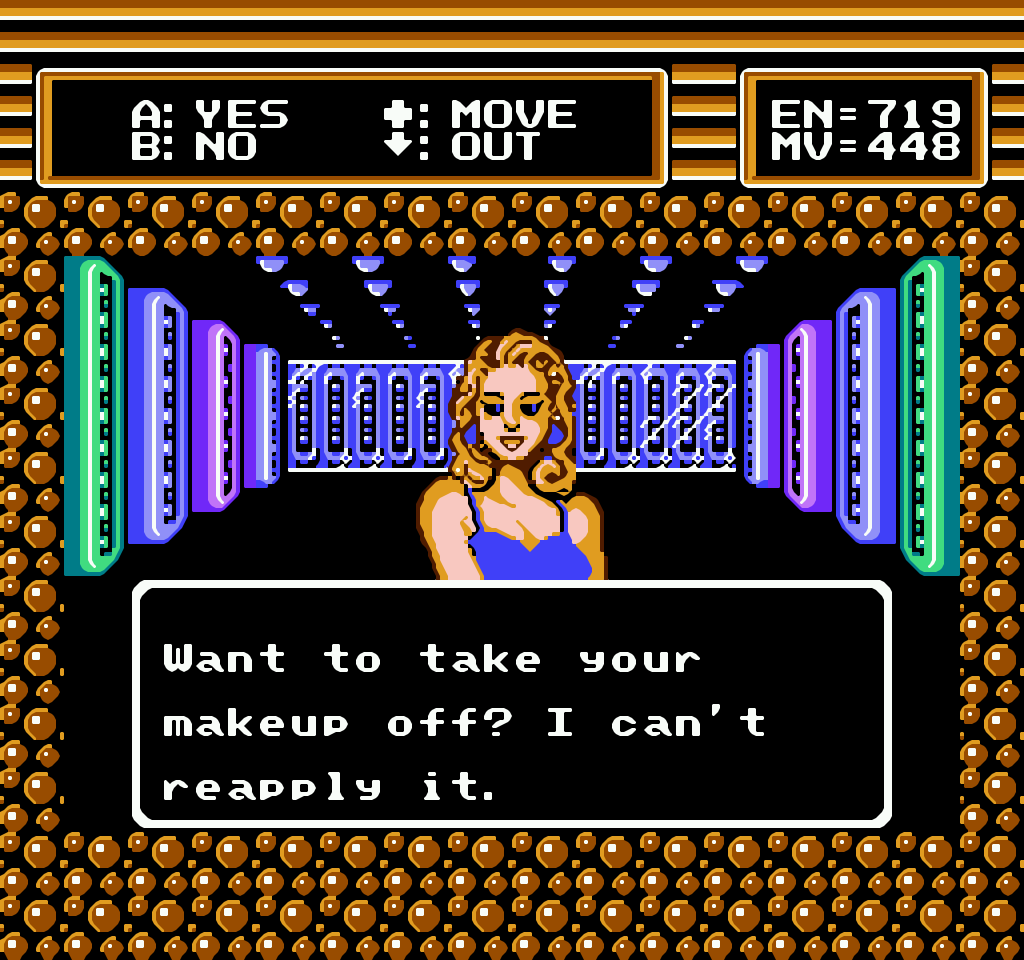 A: YES
B: NO
✚: MOVE
⬇: OUT
EN=719
MV=448
Want to take your
makeup off? I can't
reapply it.